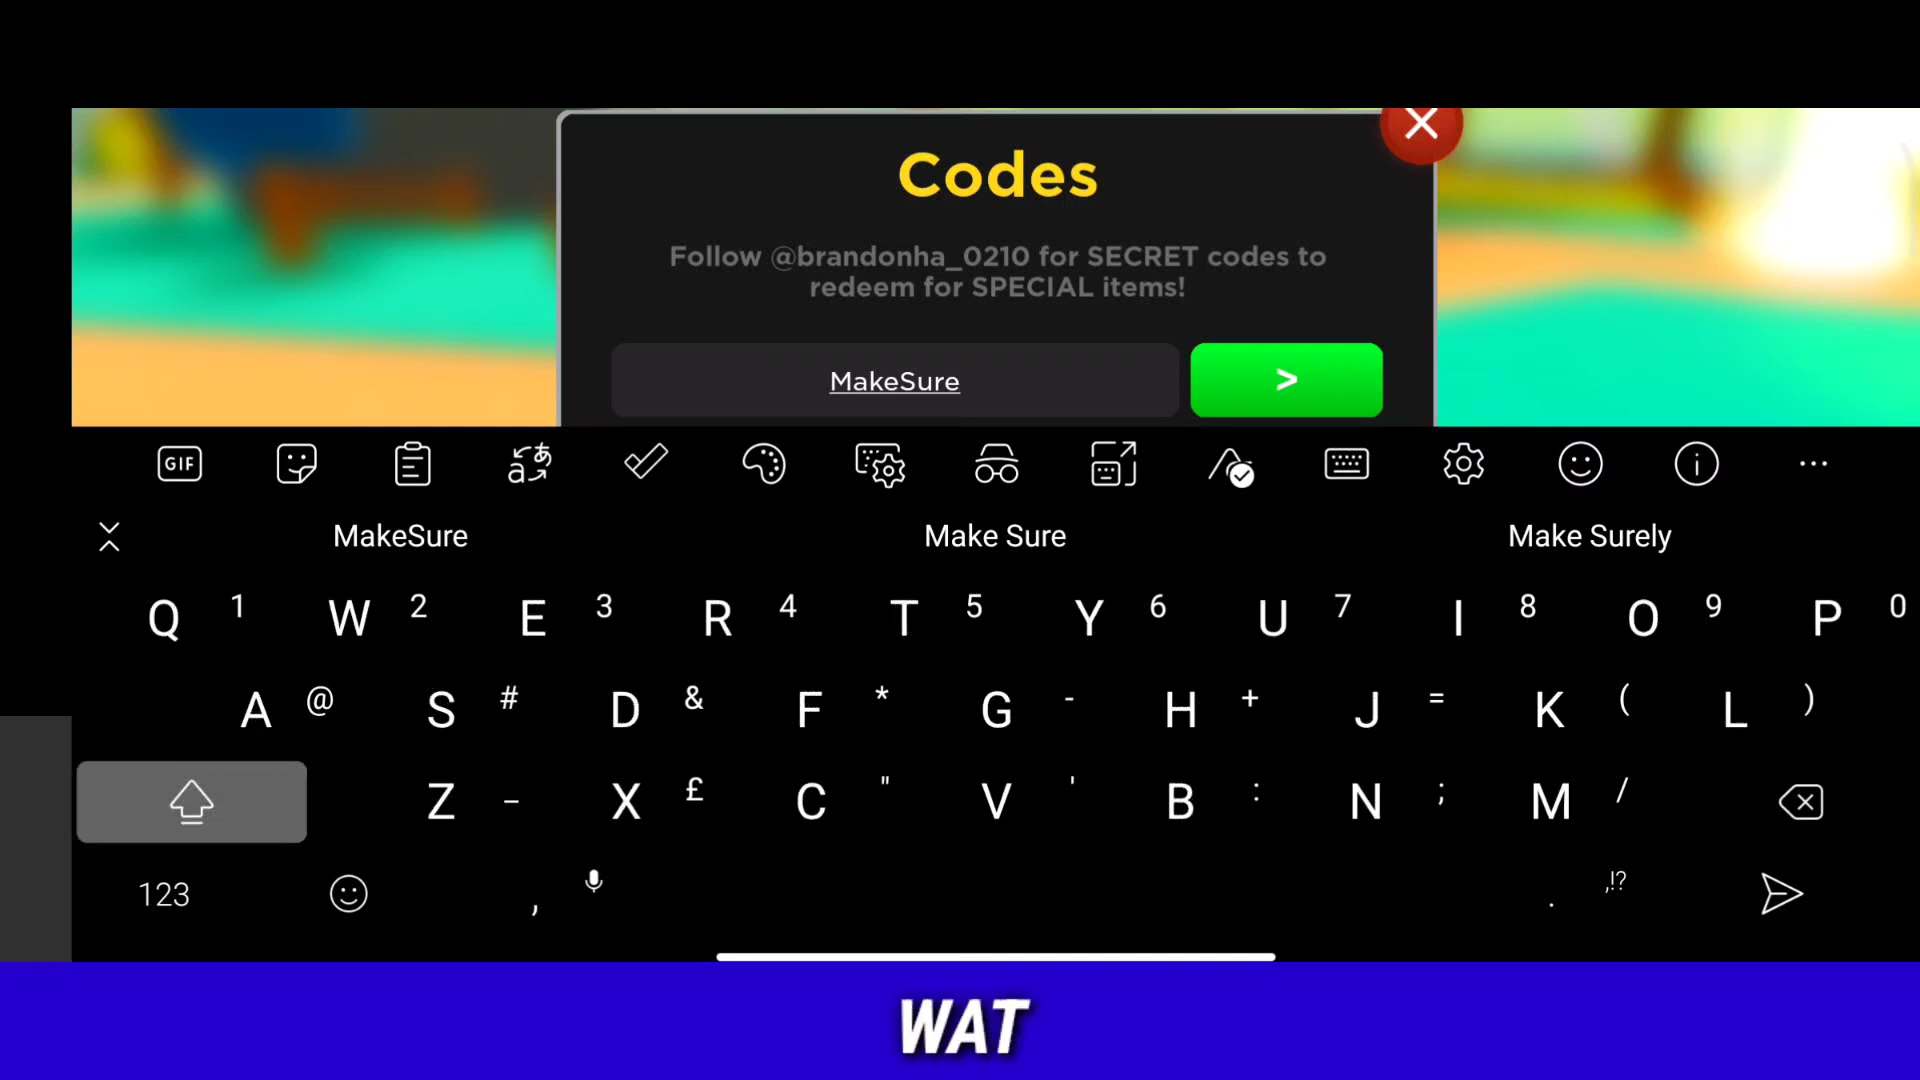 Codes
Follow @brandonha_0210 for SECRET codes to
redeem for SPECIAL items!
MakeSure >
GIF
MakeSure Make Sure Make Surely
Q 1 W 2 E 3 R 4 T 5 Y 6 U 7 I 8 O 9 P 0
A @ S # D & F * G - H + J = K ( L )
Z _ X £ C " V ' B : N ; M /
123 , . ,!?
WAT